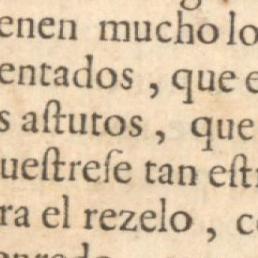 enen mucho lo
entados, que e
s aſtutos, que
ueſtreſe tan eſt
ra el rezelo, c